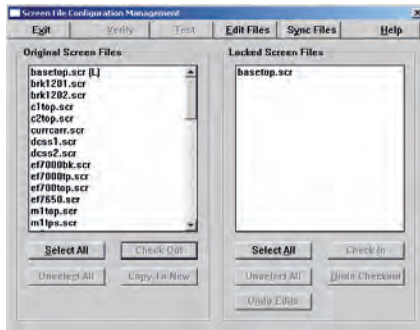 Screen File Configuration Management
Exit Verify Test Edit Files Sync Files Help
Original Screen Files
basetop.scr [L]
brk1201.scr
brk1202.scr
c1top.scr
c2top.scr
currcarr.scr
dcss1.scr
dcss2.scr
ef7000bk.scr
ef7000tp.scr
ef700top.scr
ef7650.scr
m1top.scr
m1tps.scr
Select All Check Out
Unselect All Copy To New
Locked Screen Files
basetop.scr
Select All Check In
Unselect All Undo Checkout
Undo Edits